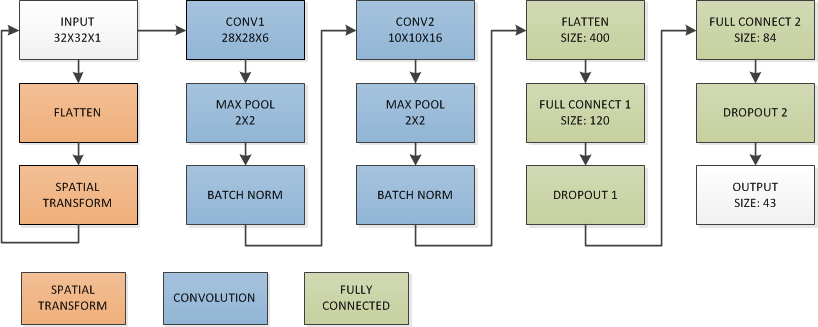 INPUT
32X32X1
FLATTEN
SPATIAL
TRANSFORM
CONV1
28X28X6
MAX POOL
2X2
BATCH NORM
CONV2
10X10X16
MAX POOL
2X2
BATCH NORM
FLATTEN
SIZE: 400
FULL CONNECT 1
SIZE: 120
DROPOUT 1
FULL CONNECT 2
SIZE: 84
DROPOUT 2
OUTPUT
SIZE: 43
SPATIAL
TRANSFORM
CONVOLUTION
FULLY
CONNECTED